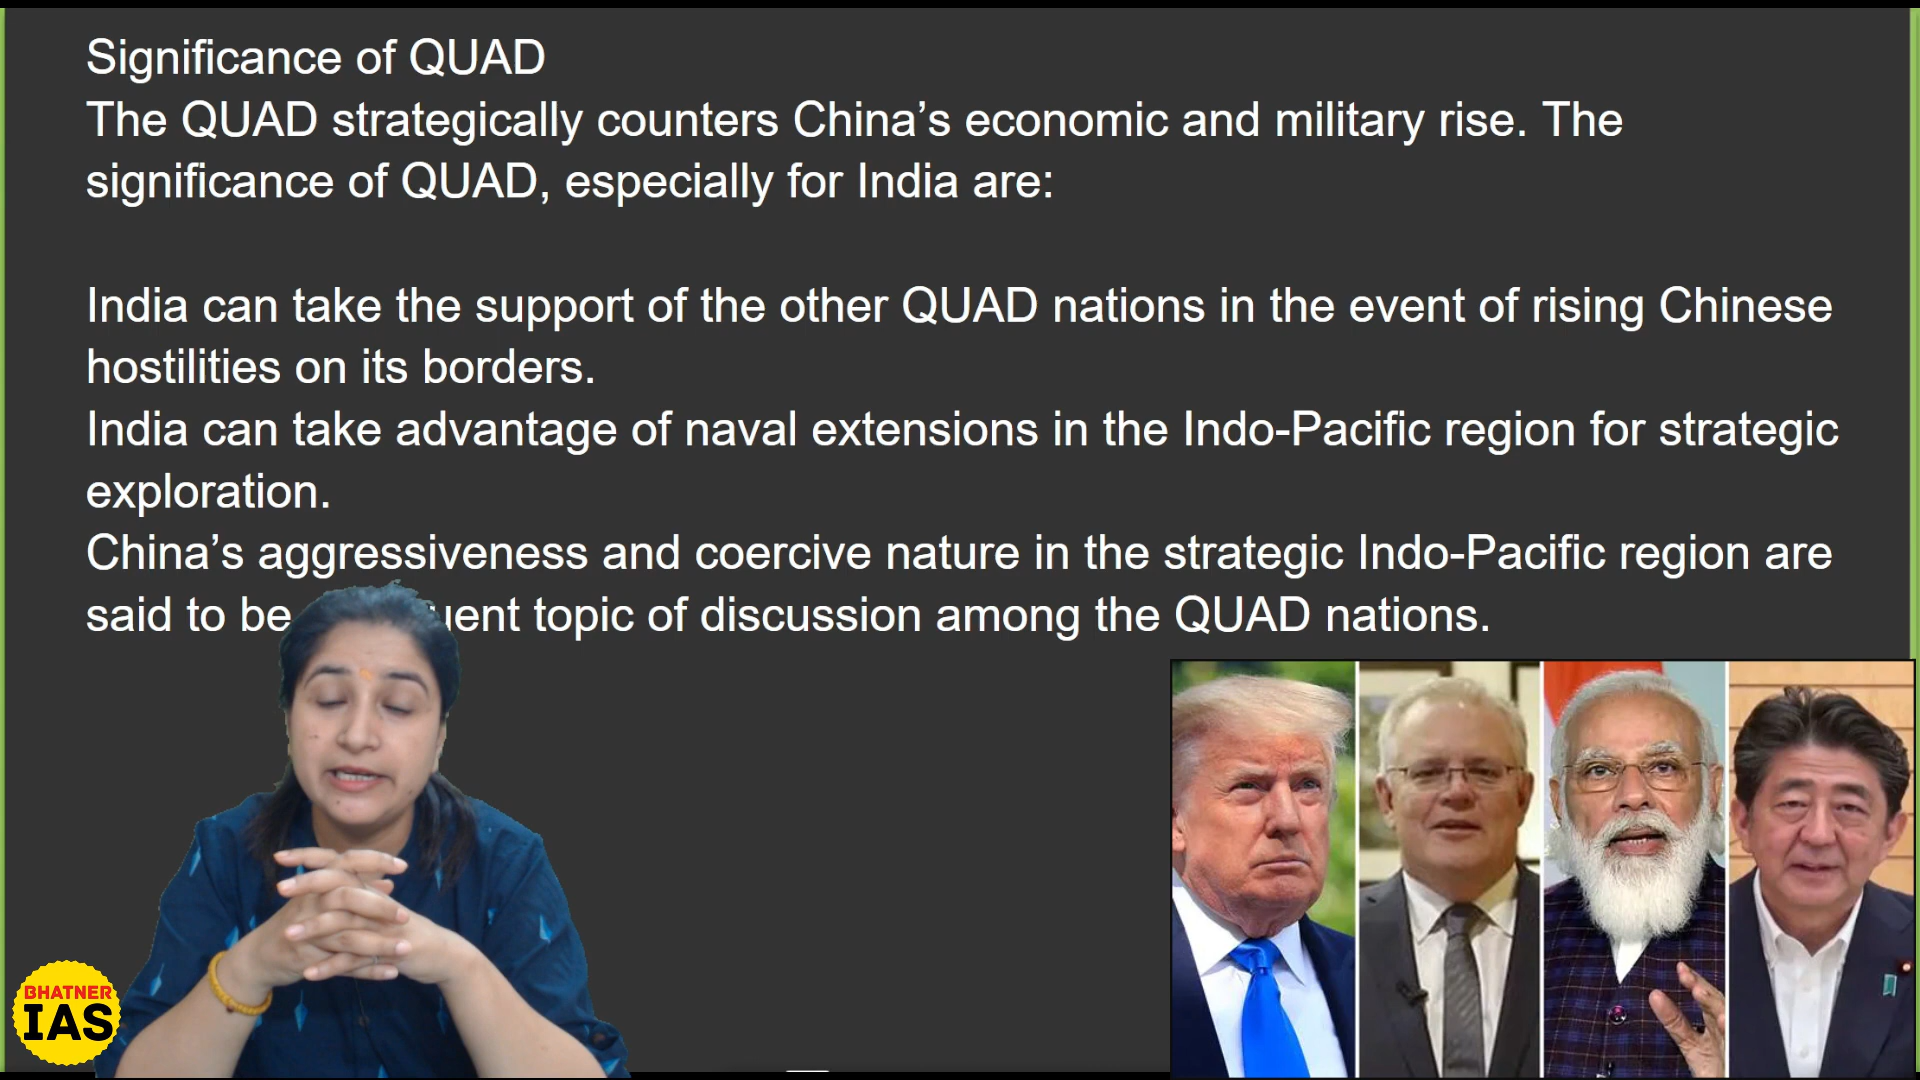 Significance of QUAD
The QUAD strategically counters China’s economic and military rise. The
significance of QUAD, especially for India are:
India can take the support of the other QUAD nations in the event of rising Chinese
hostilities on its borders.
India can take advantage of naval extensions in the Indo-Pacific region for strategic
exploration.
China’s aggressiveness and coercive nature in the strategic Indo-Pacific region are
said to be topic of discussion among the QUAD nations.
BHATNER
IAS